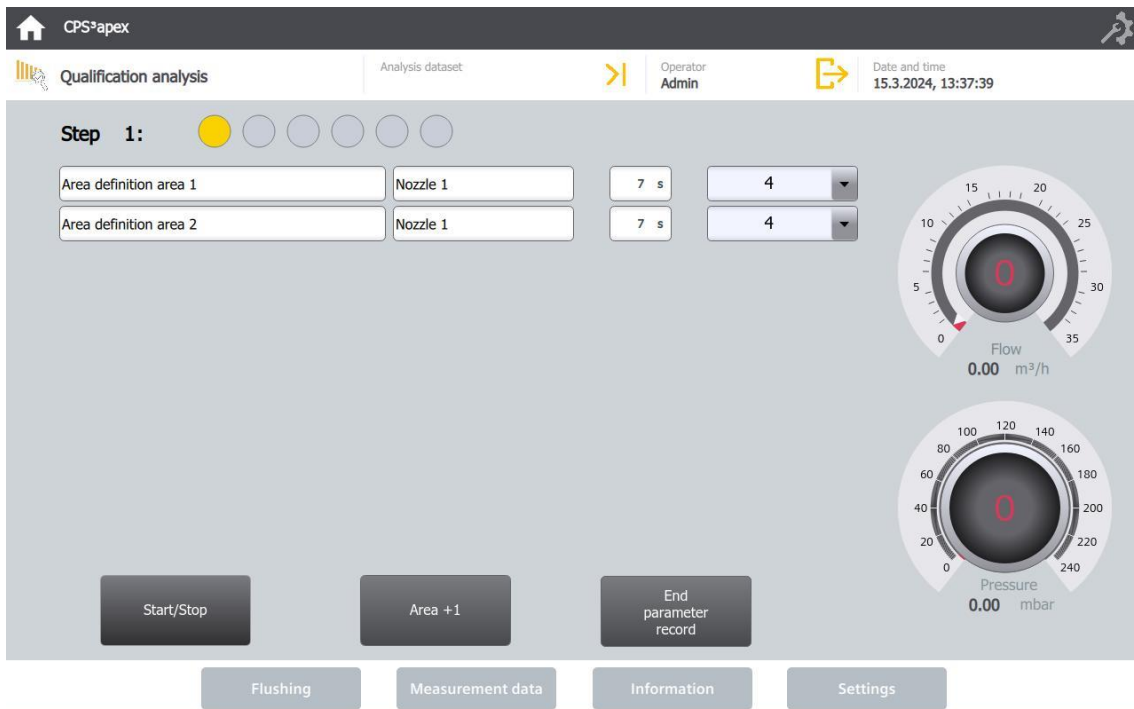 CPS³apex
Qualification analysis
Analysis dataset
Operator
Admin
Date and time
15.3.2024, 13:37:39
Step 1:
Area definition area 1 Nozzle 1 7 s 4
Area definition area 2 Nozzle 1 7 s 4
0 5 10 15 20 25 30 35
0
Flow
0.00 m³/h
0 20 40 60 80 100 120 140 160 180 200 220 240
0
Pressure
0.00 mbar
Start/Stop
Area +1
End
parameter
record
Flushing Measurement data Information Settings